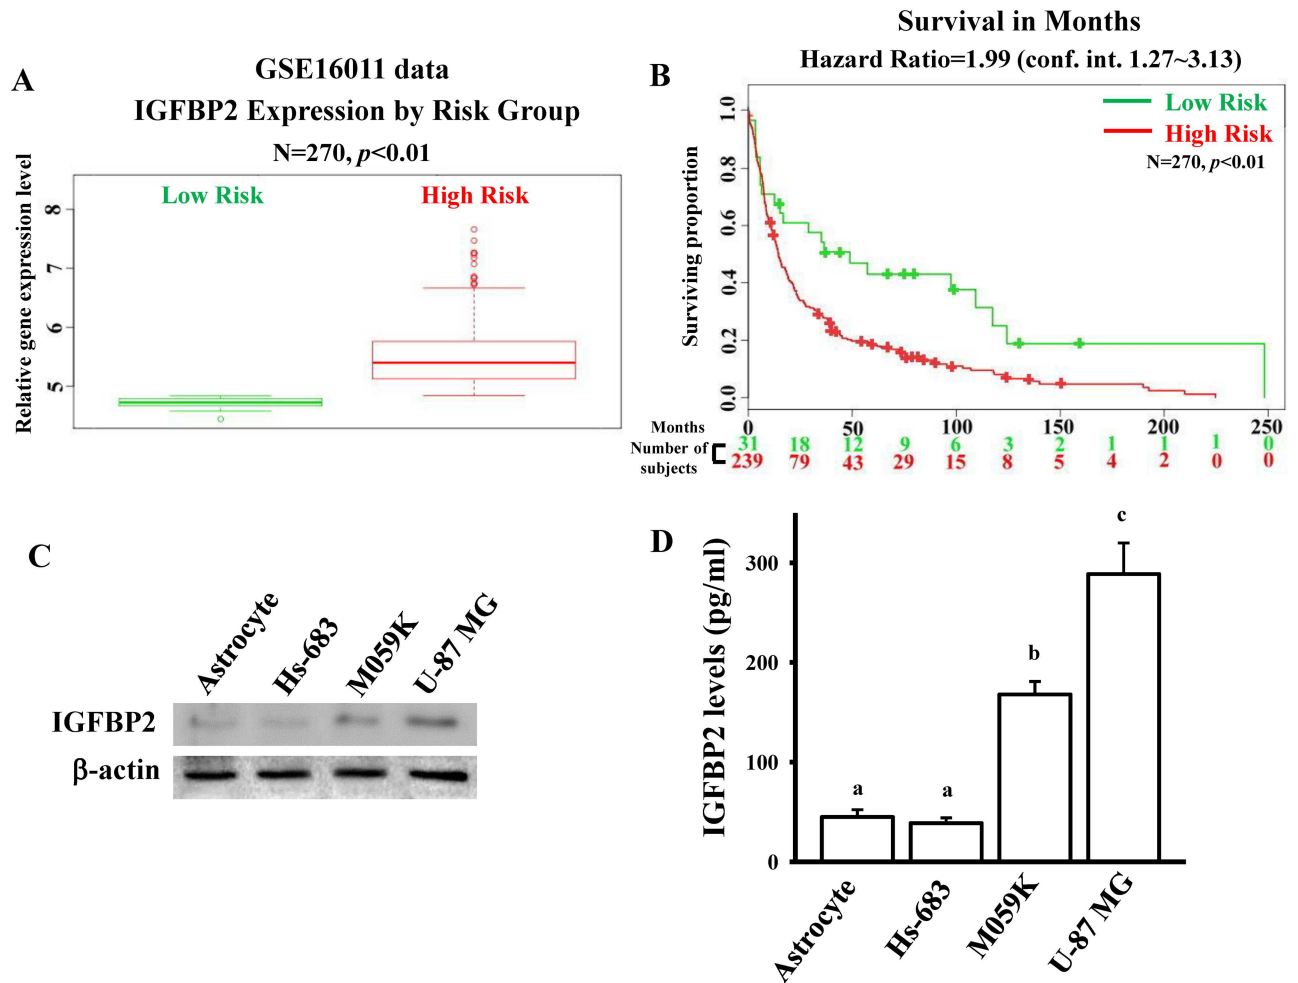 A
GSE16011 data
IGFBP2 Expression by Risk Group
N=270, p<0.01
Low Risk
High Risk
Relative gene expression level
8
7
6
5
B
Survival in Months
Hazard Ratio=1.99 (conf. int. 1.27~3.13)
Low Risk
High Risk
N=270, p<0.01
Surviving proportion
1.0
0.8
0.6
0.4
0.2
0.0
Months 0 50 100 150 200 250
Number of subjects
31 18 12 9 6 3 2 1 1 1 0
239 79 43 29 15 8 5 4 2 0 0
C
Astrocyte
Hs-683
M059K
U-87 MG
IGFBP2
β-actin
D
IGFBP2 levels (pg/ml)
300
200
100
0
a
a
b
c
Astrocyte
Hs-683
M059K
U-87 MG